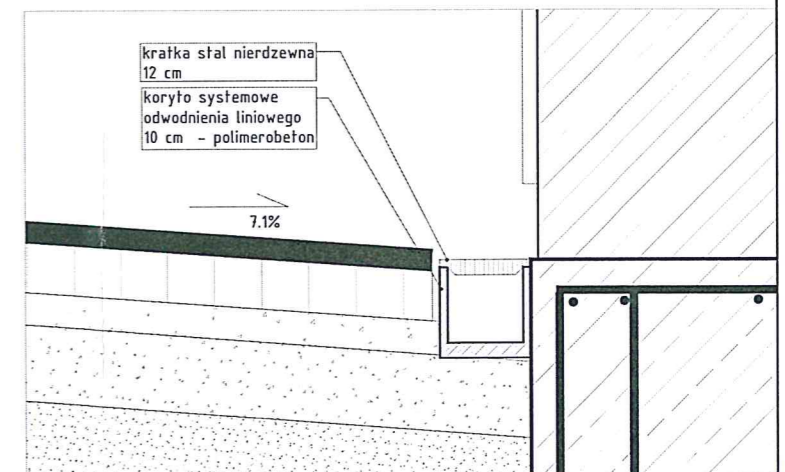 kratka stal nierdzewna
12 cm
koryto systemowe
odwodnienia liniowego
10 cm - polimerobeton
7.1%